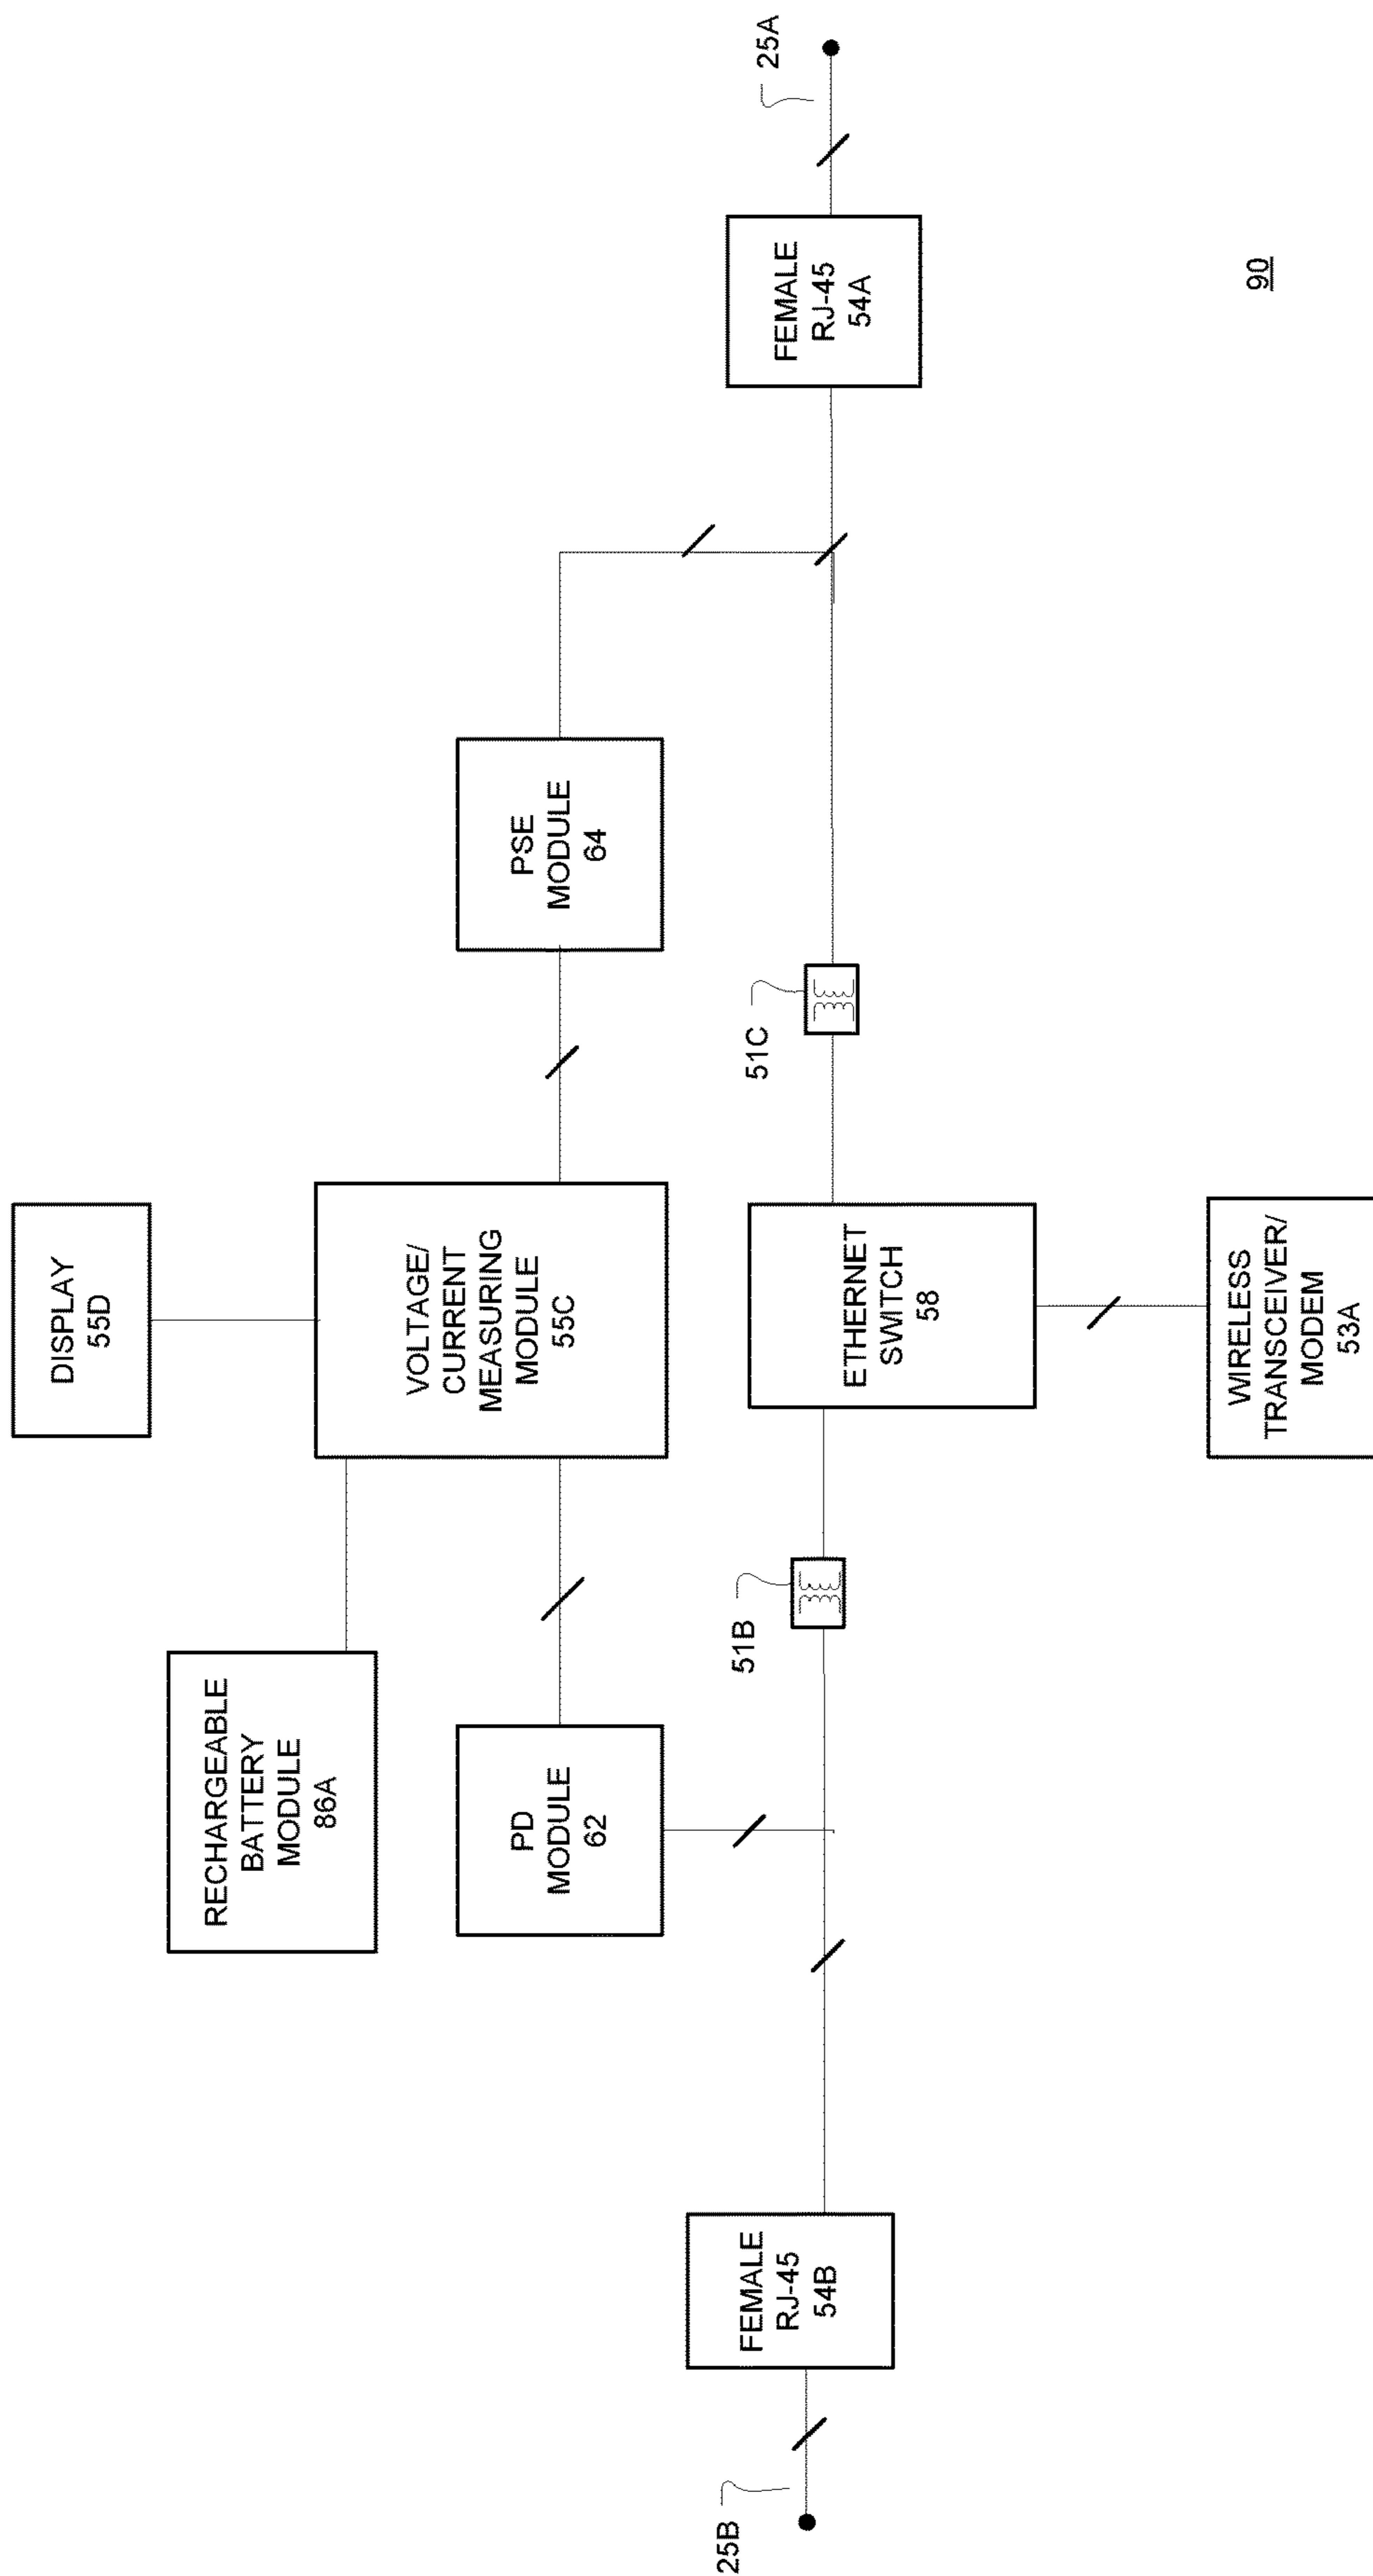 DISPLAY
55D
RECHARGEABLE
BATTERY
MODULE
86A
VOLTAGE/
CURRENT
MEASURING
MODULE
55C
PD
MODULE
62
PSE
MODULE
64
25B
FEMALE
RJ-45
54B
51B
ETHERNET
SWITCH
58
51C
FEMALE
RJ-45
54A
25A
WIRELESS
TRANSCEIVER/
MODEM
53A
90